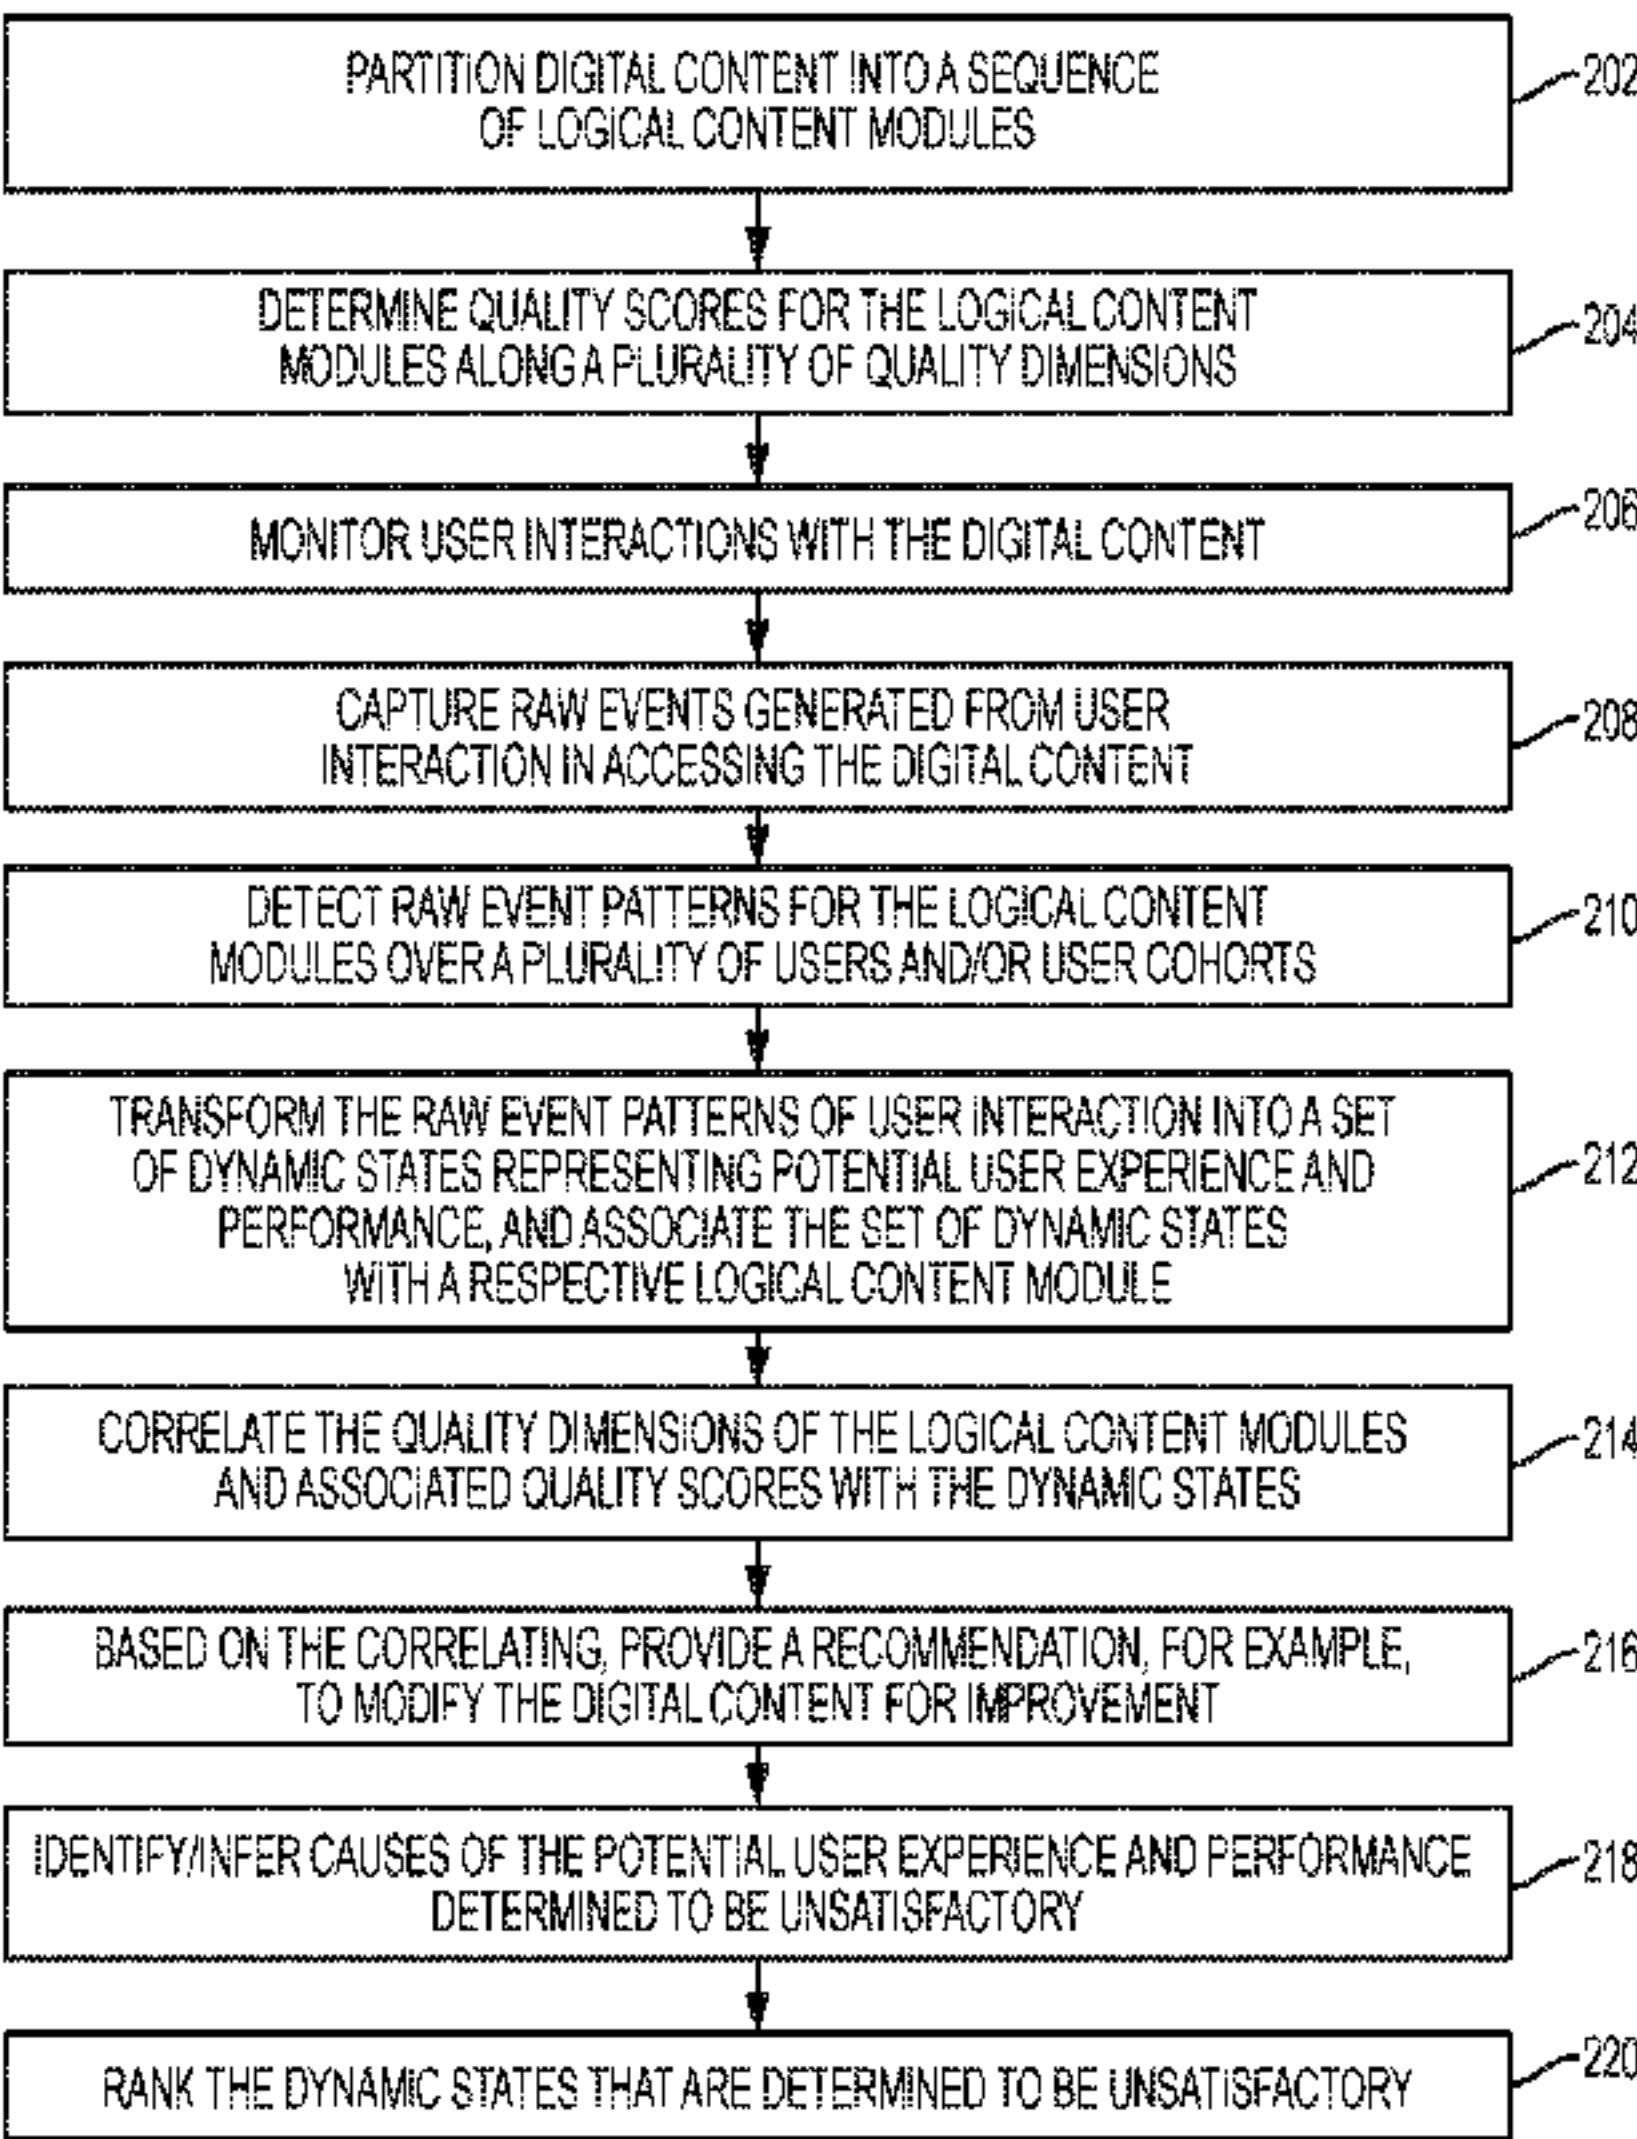 PARTITION DIGITAL CONTENT INTO A SEQUENCE
OF LOGICAL CONTENT MODULES
202
DETERMINE QUALITY SCORES FOR THE LOGICAL CONTENT
MODULES ALONG A PLURALITY OF QUALITY DIMENSIONS
204
MONITOR USER INTERACTIONS WITH THE DIGITAL CONTENT
206
CAPTURE RAW EVENTS GENERATED FROM USER
INTERACTION IN ACCESSING THE DIGITAL CONTENT
208
DETECT RAW EVENT PATTERNS FOR THE LOGICAL CONTENT
MODULES OVER A PLURALITY OF USERS AND/OR USER COHORTS
210
TRANSFORM THE RAW EVENT PATTERNS OF USER INTERACTION INTO A SET
OF DYNAMIC STATES REPRESENTING POTENTIAL USER EXPERIENCE AND
PERFORMANCE, AND ASSOCIATE THE SET OF DYNAMIC STATES
WITH A RESPECTIVE LOGICAL CONTENT MODULE
212
CORRELATE THE QUALITY DIMENSIONS OF THE LOGICAL CONTENT MODULES
AND ASSOCIATED QUALITY SCORES WITH THE DYNAMIC STATES
214
BASED ON THE CORRELATING, PROVIDE A RECOMMENDATION, FOR EXAMPLE,
TO MODIFY THE DIGITAL CONTENT FOR IMPROVEMENT
216
IDENTIFY/INFER CAUSES OF THE POTENTIAL USER EXPERIENCE AND PERFORMANCE
DETERMINED TO BE UNSATISFACTORY
218
RANK THE DYNAMIC STATES THAT ARE DETERMINED TO BE UNSATISFACTORY
220